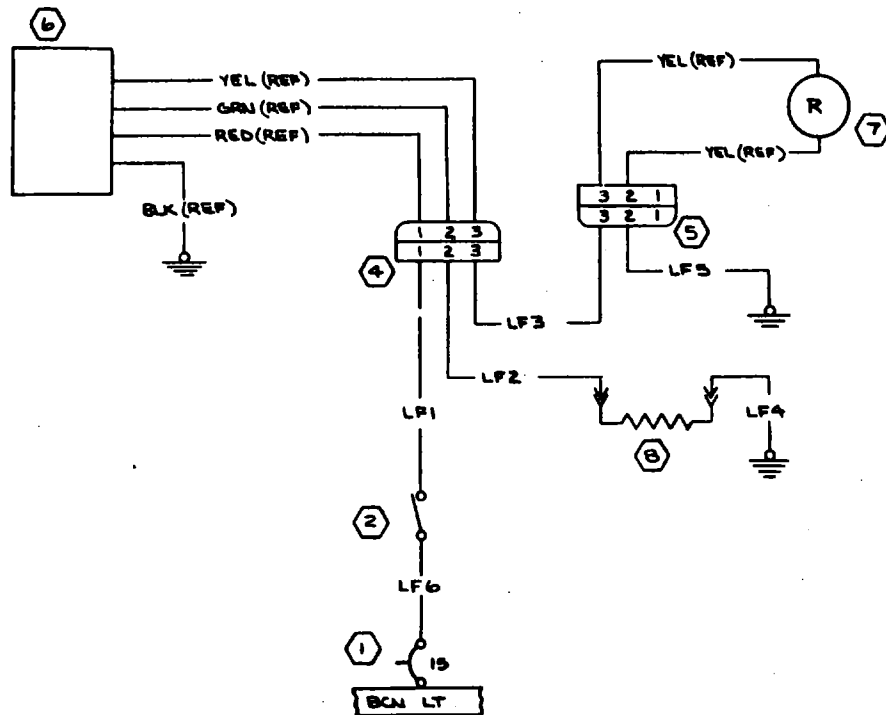 6
YEL (REF)
GRN (REF)
RED (REF)
BLK (REF)
YEL (REF)
R
7
YEL (REF)
3 2 1
3 2 1
5
1 2 3
1 2 3
4
LF5
LF3
LF2
LF4
8
LF1
2
LF6
1
15
BCN LT